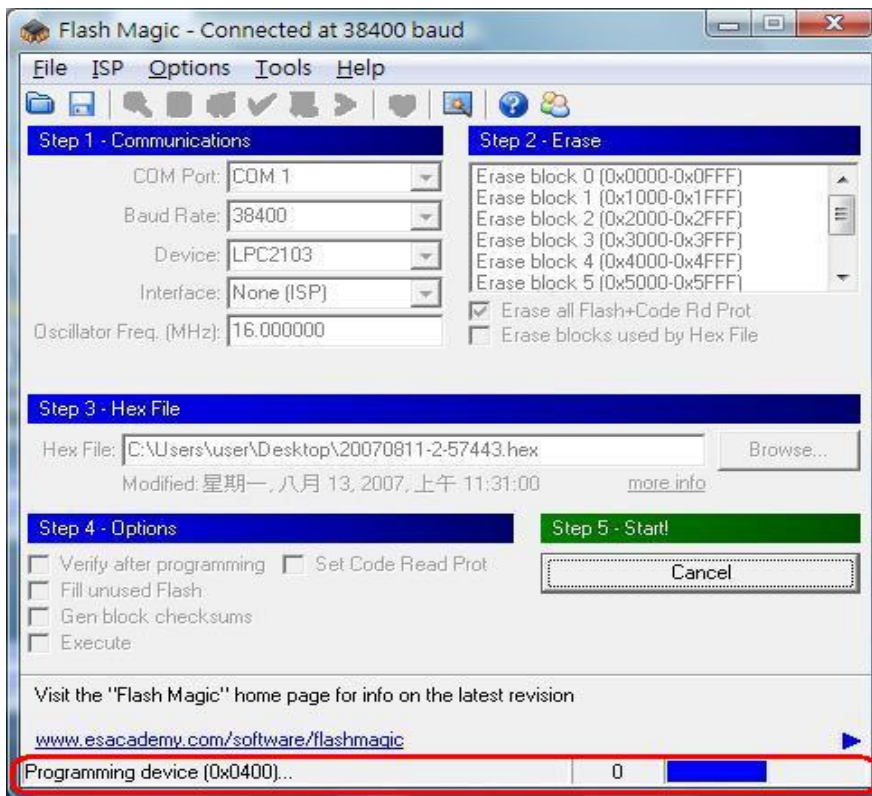 Flash Magic - Connected at 38400 baud
File ISP Options Tools Help
Step 1 - Communications
COM Port: COM 1
Baud Rate: 38400
Device: LPC2103
Interface: None (ISP)
Oscillator Freq. (MHz): 16.000000
Step 2 - Erase
Erase block 0 (0x0000-0x0FFF)
Erase block 1 (0x1000-0x1FFF)
Erase block 2 (0x2000-0x2FFF)
Erase block 3 (0x3000-0x3FFF)
Erase block 4 (0x4000-0x4FFF)
Erase block 5 (0x5000-0x5FFF)
Erase all Flash+Code Rd Prot
Erase blocks used by Hex File
Step 3 - Hex File
Hex File: C:\Users\user\Desktop\20070811-2-57443.hex Browse...
Modified: 星期一, 八月 13, 2007, 上午 11:31:00 more info
Step 4 - Options
Verify after programming Set Code Read Prot
Fill unused Flash
Gen block checksums
Execute
Step 5 - Start!
Cancel
Visit the "Flash Magic" home page for info on the latest revision
www.esacademy.com/software/flashmagic
Programming device (0x0400)... 0